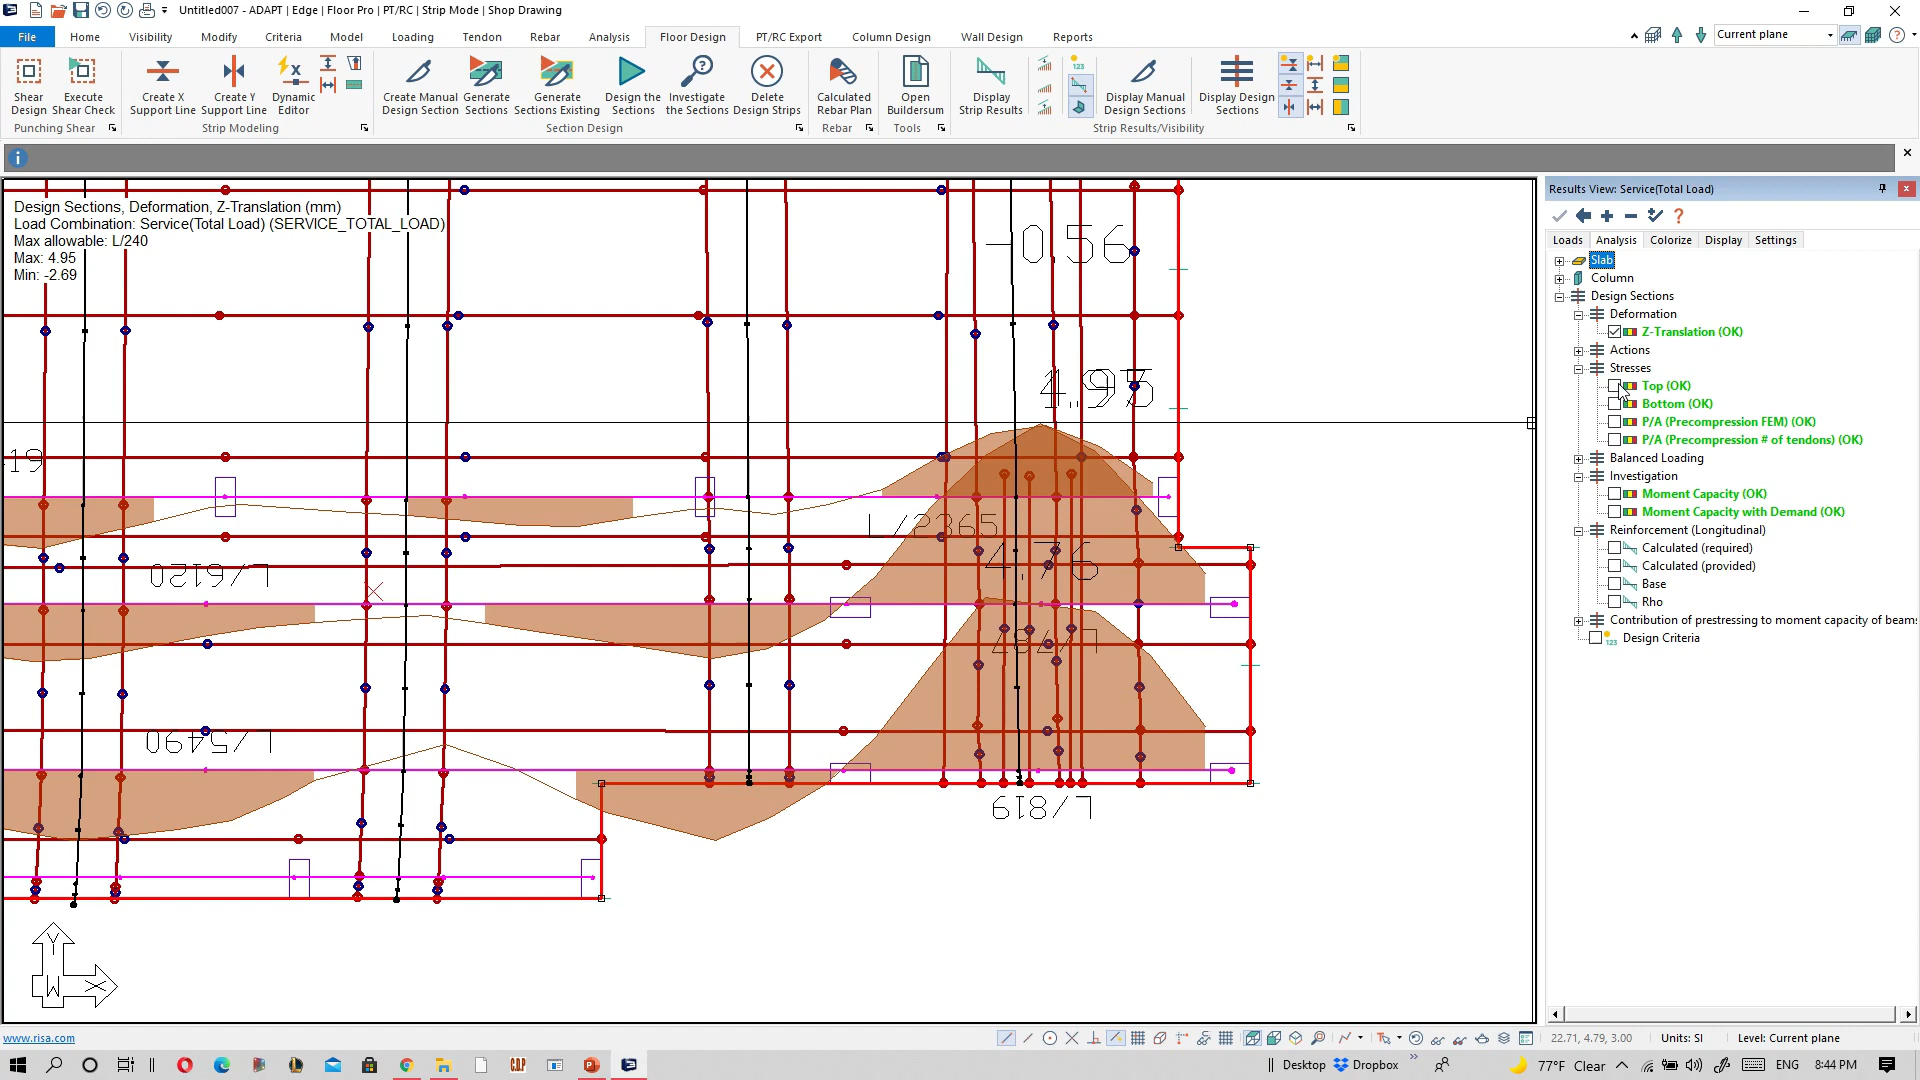 Untitled007 - ADAPT | Edge | Floor Pro | PT/RC | Strip Mode | Shop Drawing
File Home Visibility Modify Criteria Model Loading Tendon Rebar Analysis Floor Design PT/RC Export Column Design Wall Design Reports Current plane
Shear Design
Execute Shear Check
Punching Shear
Create X Support Line
Create Y Support Line
Dynamic Editor
Strip Modeling
Create Manual Design Section
Generate Sections
Generate Sections Existing
Design the Sections
Investigate the Sections
Delete Design Strips
Section Design
Calculated Rebar Plan
Rebar
Open Buildersum
Tools
Display Strip Results
Display Manual Design Sections
Display Design Sections
Strip Results/Visibility
Design Sections, Deformation, Z-Translation (mm)
Load Combination: Service(Total Load) (SERVICE_TOTAL_LOAD)
Max allowable: L/240
Max: 4.95
Min: -2.69
-0.56
19
L/2365
4.76
L/6120
L/7287
L/5490
L/819
Y
W X
Results View: Service(Total Load)
Loads Analysis Colorize Display Settings
Slab
Column
Design Sections
Deformation
Z-Translation (OK)
Actions
Stresses
Top (OK)
Bottom (OK)
P/A (Precompression FEM) (OK)
P/A (Precompression # of tendons) (OK)
Balanced Loading
Investigation
Moment Capacity (OK)
Moment Capacity with Demand (OK)
Reinforcement (Longitudinal)
Calculated (required)
Calculated (provided)
Base
Rho
Contribution of prestressing to moment capacity of beams
Design Criteria
www.risa.com
22.71, 4.79, 3.00 Units: SI Level: Current plane
Desktop Dropbox 77°F Clear ENG 8:44 PM